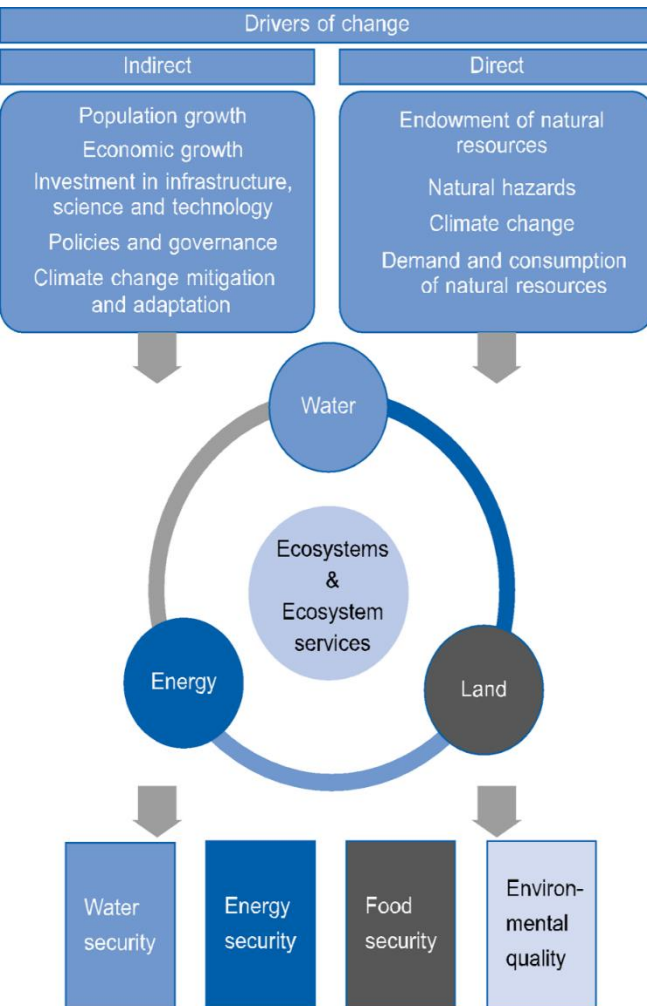 Drivers of change
Indirect
Direct
Population growth
Economic growth
Investment in infrastructure,
science and technology
Policies and governance
Climate change mitigation
and adaptation
Endowment of natural
resources
Natural hazards
Climate change
Demand and consumption
of natural resources
Water
Ecosystems
&
Ecosystem
services
Energy
Land
Water
security
Energy
security
Food
security
Environ-
mental
quality